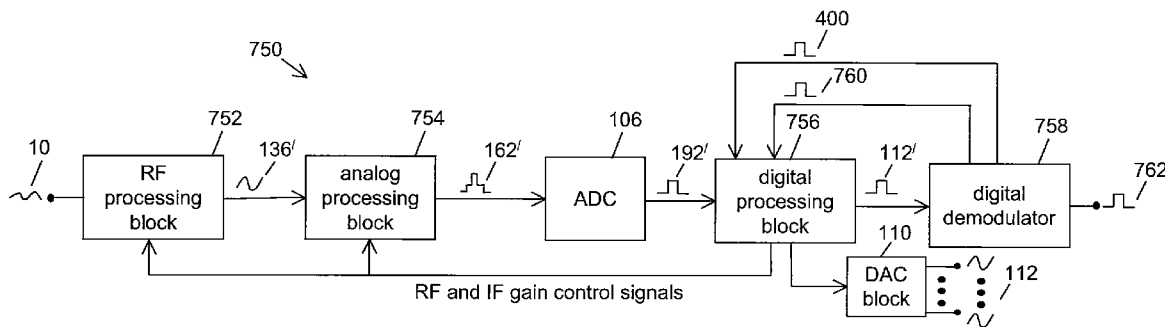 400
750
760
752
754
106
756
758
10
136/
162/
192/
112/
762
RF
processing
block
analog
processing
block
ADC
digital
processing
block
digital
demodulator
110
DAC
block
112
RF and IF gain control signals